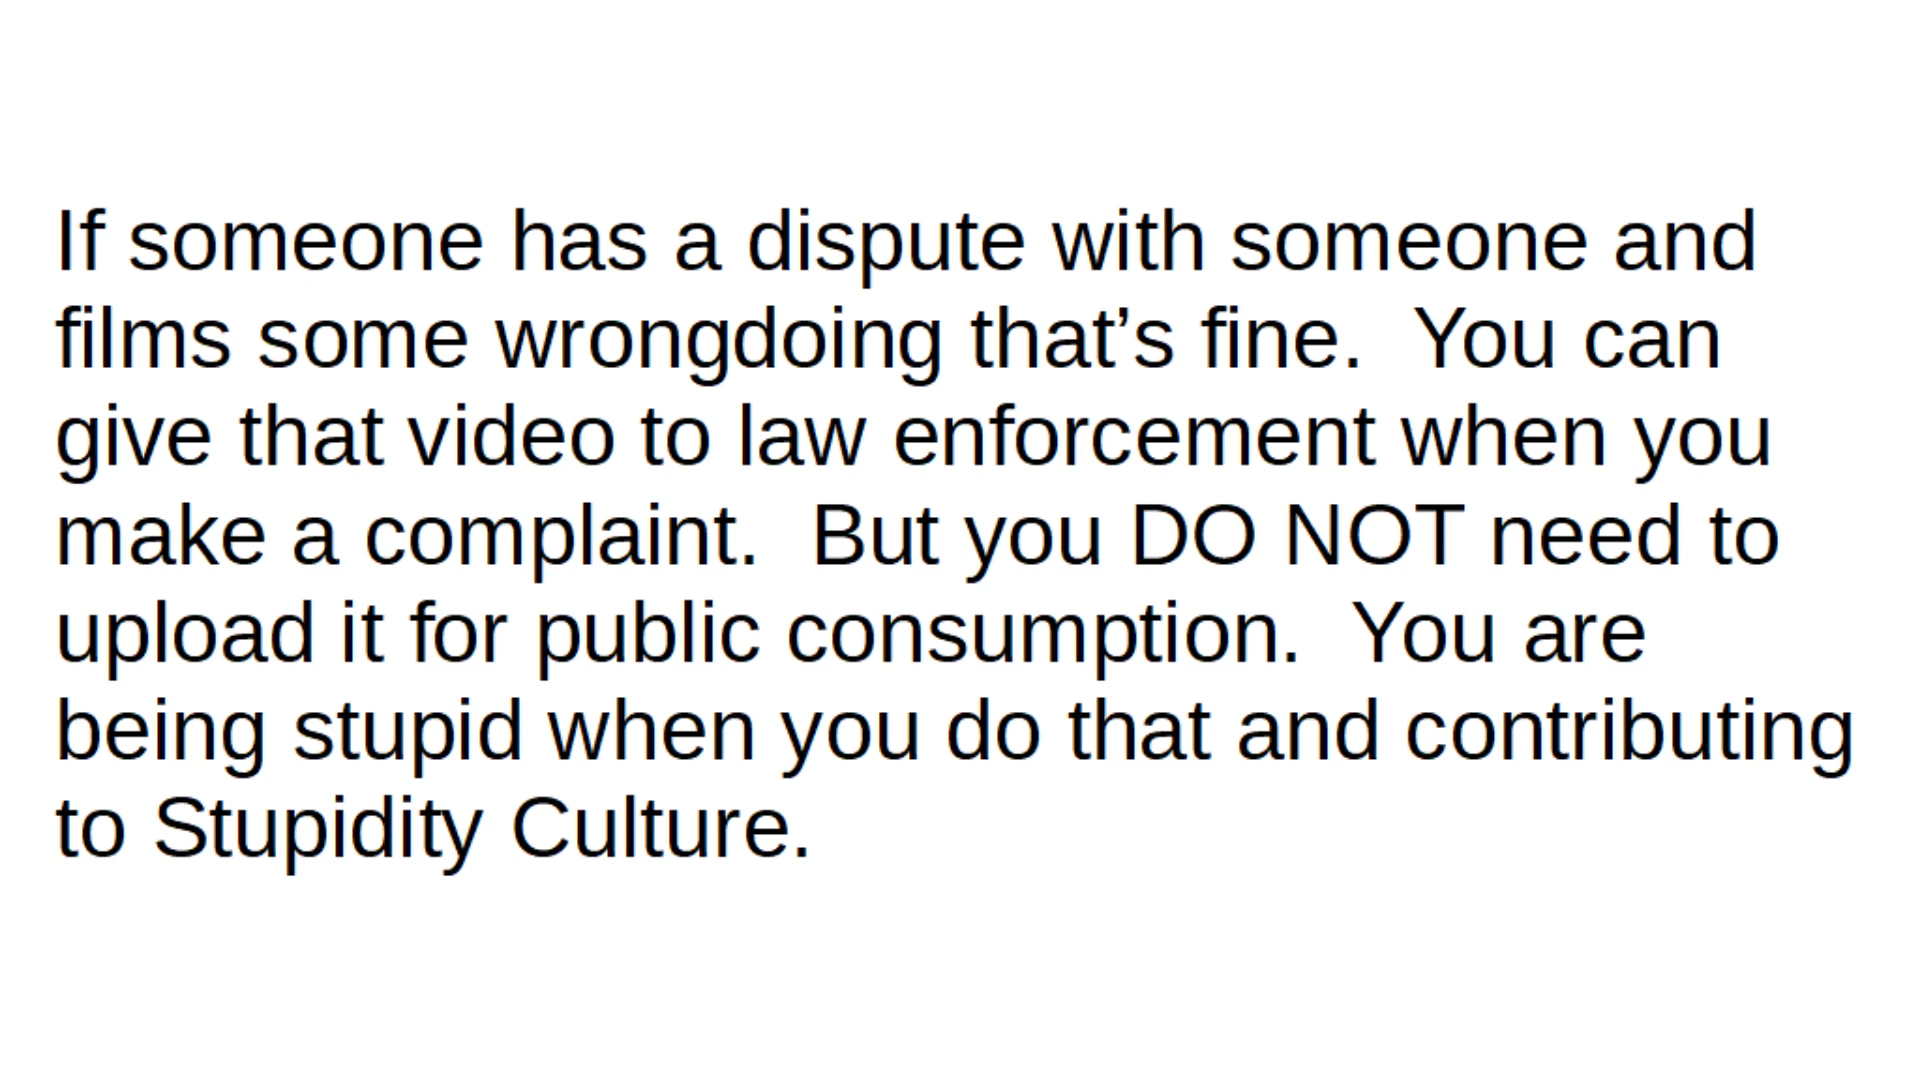 If someone has a dispute with someone and
films some wrongdoing that’s fine.  You can
give that video to law enforcement when you
make a complaint.  But you DO NOT need to
upload it for public consumption.  You are
being stupid when you do that and contributing
to Stupidity Culture.